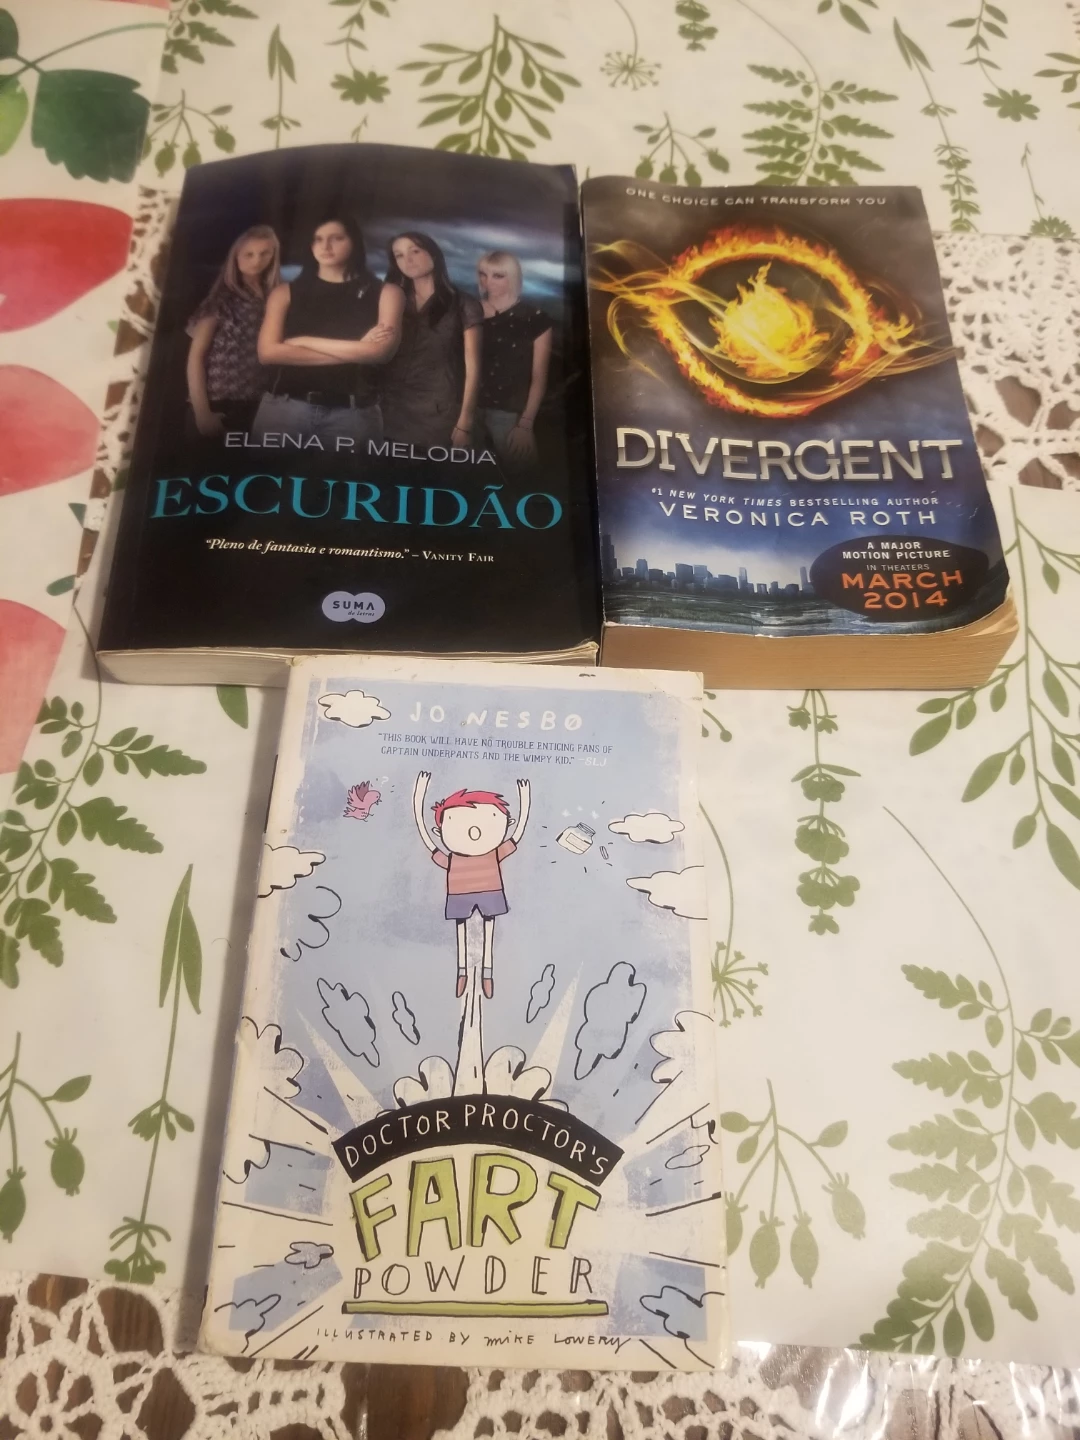 ELENA P. MELODIA
ESCURIDÃO
"Pleno de fantasia e romantismo." – VANITY FAIR
SUMA
de letras
ONE CHOICE CAN TRANSFORM YOU
DIVERGENT
#1 NEW YORK TIMES BESTSELLING AUTHOR
VERONICA ROTH
A MAJOR
MOTION PICTURE
IN THEATERS
MARCH
2014
JO NESBØ
"THIS BOOK WILL HAVE NO TROUBLE ENTICING FANS OF
CAPTAIN UNDERPANTS AND THE WIMPY KID." –SLJ
?
DOCTOR PROCTOR'S
FART
POWDER
ILLUSTRATED BY MIKE LOWERY